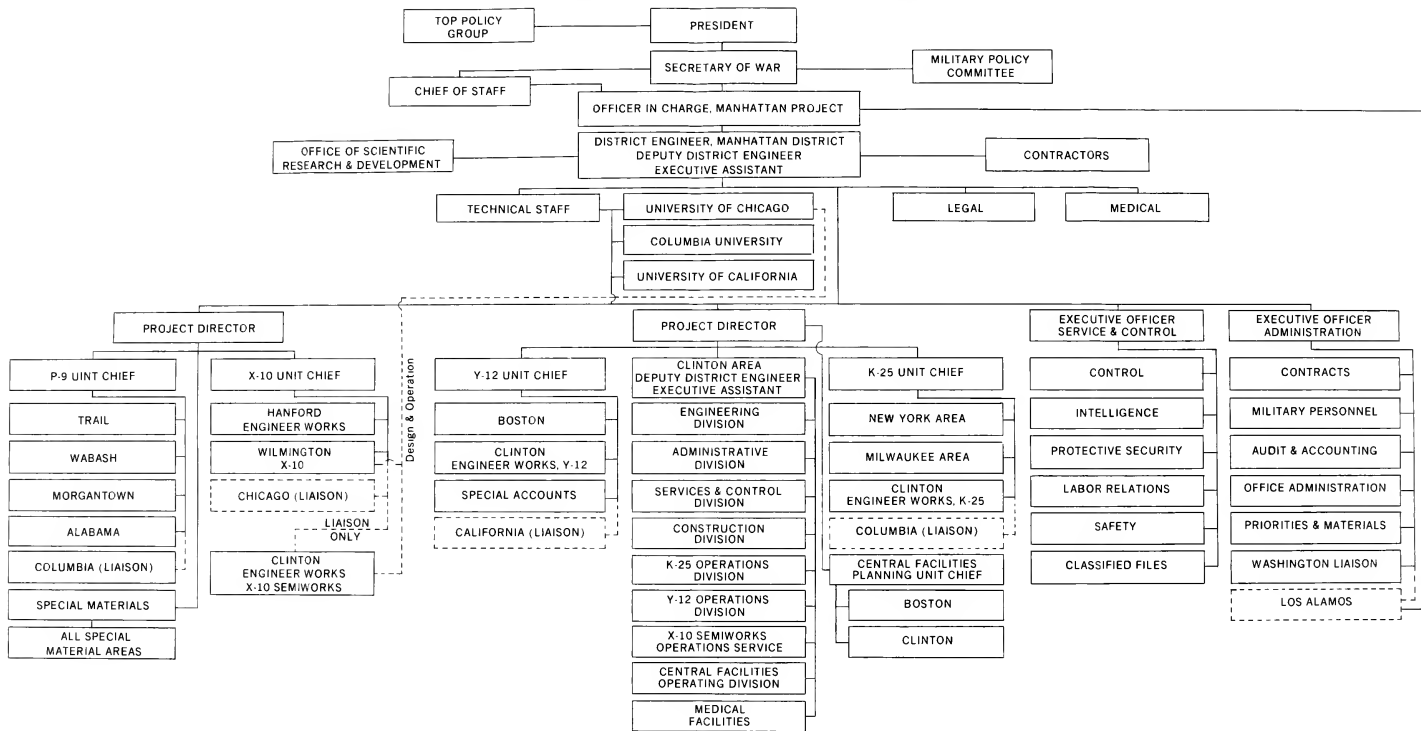 TOP POLICY
GROUP
PRESIDENT
SECRETARY OF WAR
MILITARY POLICY
COMMITTEE
CHIEF OF STAFF
OFFICER IN CHARGE, MANHATTAN PROJECT
OFFICE OF SCIENTIFIC
RESEARCH & DEVELOPMENT
DISTRICT ENGINEER, MANHATTAN DISTRICT
DEPUTY DISTRICT ENGINEER
EXECUTIVE ASSISTANT
CONTRACTORS
TECHNICAL STAFF
UNIVERSITY OF CHICAGO
LEGAL
MEDICAL
COLUMBIA UNIVERSITY
UNIVERSITY OF CALIFORNIA
PROJECT DIRECTOR
P-9 UINT CHIEF
TRAIL
WABASH
MORGANTOWN
ALABAMA
COLUMBIA (LIAISON)
SPECIAL MATERIALS
ALL SPECIAL
MATERIAL AREAS
X-10 UNIT CHIEF
HANFORD
ENGINEER WORKS
WILMINGTON
X-10
CHICAGO (LIAISON)
LIAISON
ONLY
CLINTON
ENGINEER WORKS
X-10 SEMIWORKS
Design & Operation
PROJECT DIRECTOR
Y-12 UNIT CHIEF
BOSTON
CLINTON
ENGINEER WORKS, Y-12
SPECIAL ACCOUNTS
CALIFORNIA (LIAISON)
CLINTON AREA
DEPUTY DISTRICT ENGINEER
EXECUTIVE ASSISTANT
ENGINEERING
DIVISION
ADMINISTRATIVE
DIVISION
SERVICES & CONTROL
DIVISION
CONSTRUCTION
DIVISION
K-25 OPERATIONS
DIVISION
Y-12 OPERATIONS
DIVISION
X-10 SEMIWORKS
OPERATIONS SERVICE
CENTRAL FACILITIES
OPERATING DIVISION
MEDICAL
FACILITIES
K-25 UNIT CHIEF
NEW YORK AREA
MILWAUKEE AREA
CLINTON
ENGINEER WORKS, K-25
COLUMBIA (LIAISON)
CENTRAL FACILITIES
PLANNING UNIT CHIEF
BOSTON
CLINTON
EXECUTIVE OFFICER
SERVICE & CONTROL
CONTROL
INTELLIGENCE
PROTECTIVE SECURITY
LABOR RELATIONS
SAFETY
CLASSIFIED FILES
EXECUTIVE OFFICER
ADMINISTRATION
CONTRACTS
MILITARY PERSONNEL
AUDIT & ACCOUNTING
OFFICE ADMINISTRATION
PRIORITIES & MATERIALS
WASHINGTON LIAISON
LOS ALAMOS